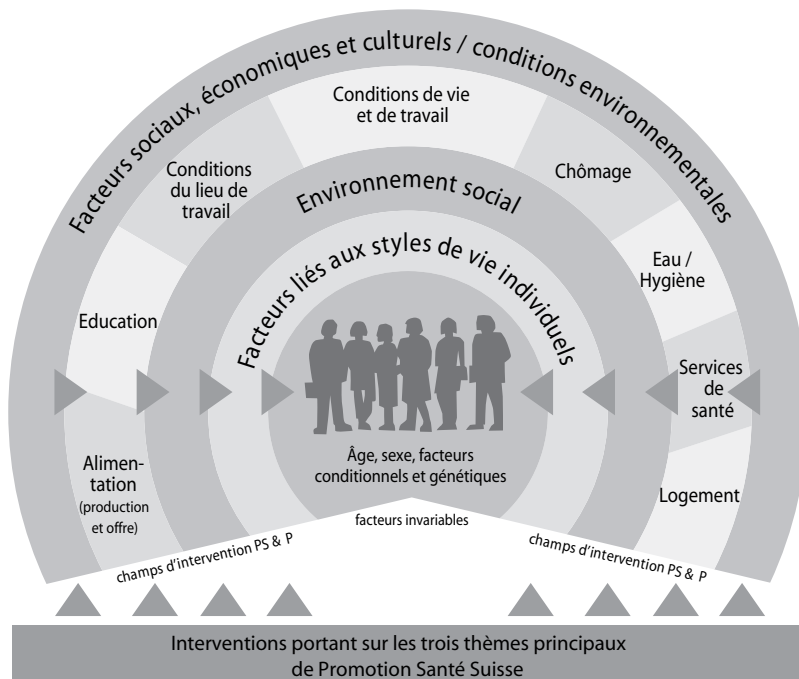 Facteurs sociaux, économiques et culturels / conditions environnementales
Conditions de vie
et de travail
Conditions
du lieu de
travail
Chômage
Environnement social
Eau /
Hygiène
Facteurs liés aux styles de vie individuels
Education
Services
de
santé
Alimen-
tation
(production
et offre)
Âge, sexe, facteurs
conditionnels et génétiques
Logement
facteurs invariables
champs d’intervention PS & P
champs d’intervention PS & P
Interventions portant sur les trois thèmes principaux
de Promotion Santé Suisse